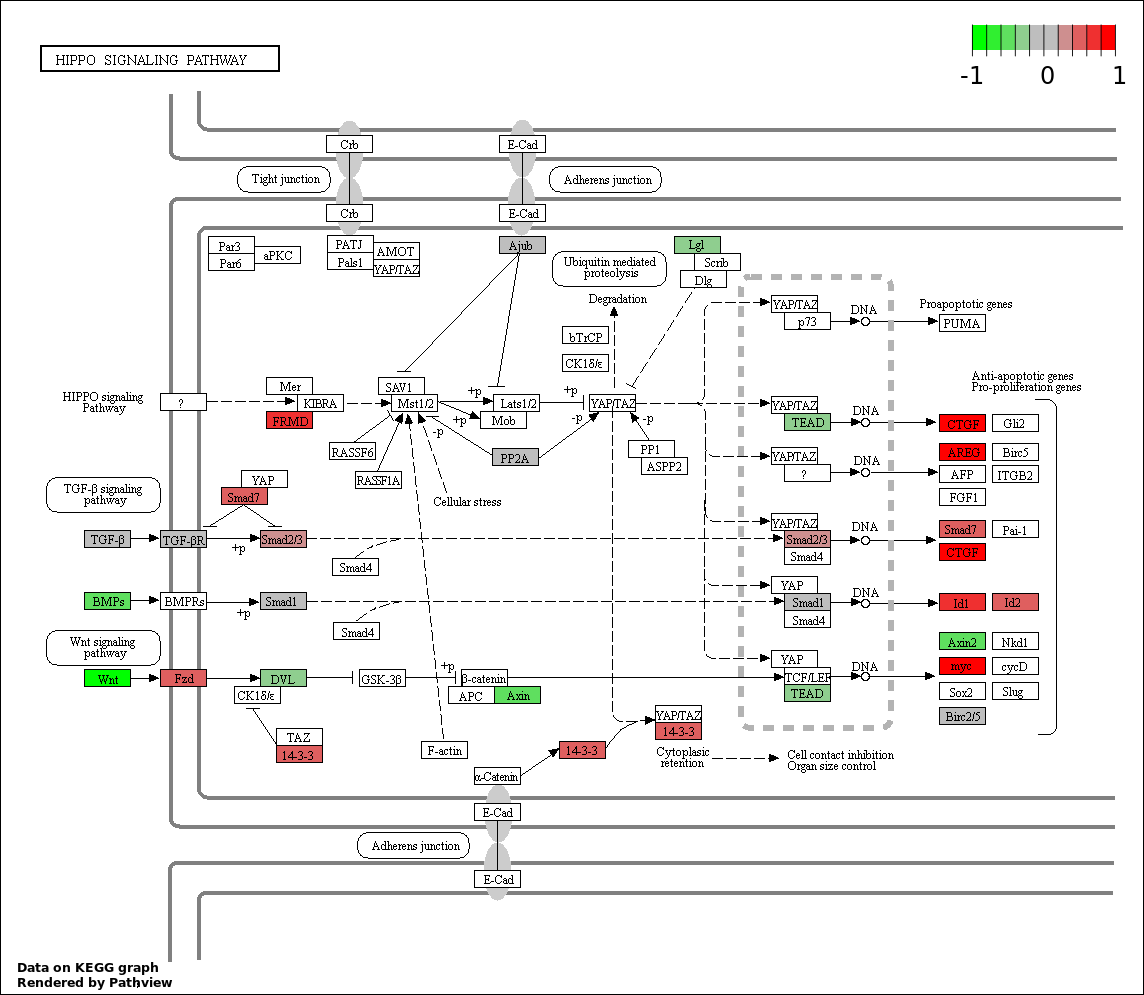 HIPPO SIGNALING PATHWAY
-1 0 1
Crb
E-Cad
Tight junction
Adherens junction
Crb
E-Cad
Par3
Par6
aPKC
PATJ
Pals1
AMOT
YAP/TAZ
Ajub
Lgl
Scrib
Dlg
Ubiquitin mediated
proteolysis
Degradation
bTrCP
CK1δ/ε
YAP/TAZ
p73
DNA
Proapoptotic genes
PUMA
Anti-apoptotic genes
Pro-proliferation genes
HIPPO signaling
Pathway
?
Mer
KIBRA
FRMD
SAV1
Mst1/2
+p
+p
Lats1/2
Mob
+p
YAP/TAZ
-p
-p
-p
PP2A
RASSF6
RASSF1A
Cellular stress
PP1
ASPP2
YAP/TAZ
TEAD
DNA
CTGF
Gli2
YAP/TAZ
?
DNA
AREG
Birc5
AFP
ITGB2
FGF1
TGF-β signaling
pathway
YAP
Smad7
TGF-β
TGF-βR
+p
Smad2/3
Smad4
YAP/TAZ
Smad2/3
Smad4
DNA
Smad7
Pai-1
CTGF
BMPs
BMPRs
+p
Smad1
Smad4
YAP
Smad1
Smad4
DNA
Id1
Id2
Wnt signaling
pathway
Wnt
Fzd
DVL
CK1δ/ε
GSK-3β
+p
β-catenin
APC
Axin
YAP
TCF/LEF
TEAD
DNA
Axin2
Nkd1
myc
cycD
Sox2
Slug
Birc2/5
TAZ
14-3-3
F-actin
14-3-3
YAP/TAZ
14-3-3
Cytoplasic
retention
Cell contact inhibition
Organ size control
α-Catenin
E-Cad
Adherens junction
E-Cad
Data on KEGG graph
Rendered by Pathview